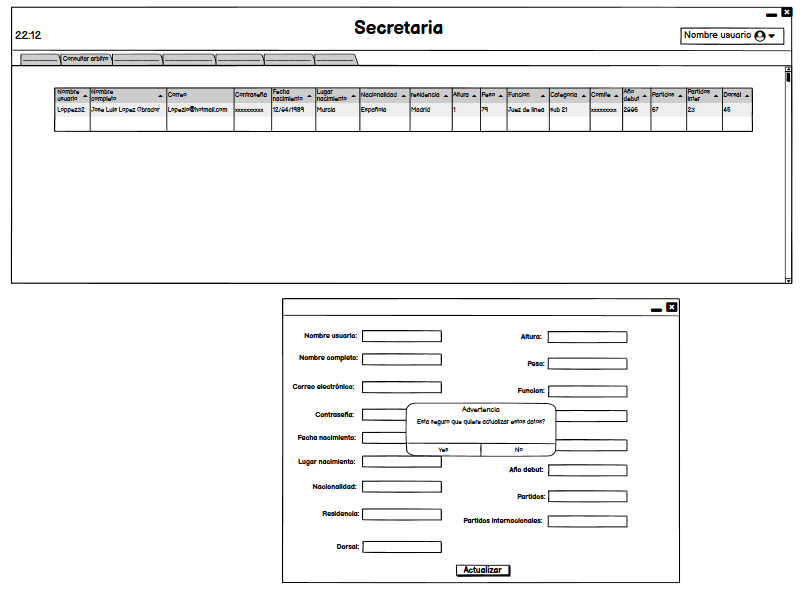 Secretaria
22:12
Nombre usuario
Consultar arbitro
Nombre usuario
Nombre completo
Correo
Contraseña
Fecha nacimiento
Lugar nacimiento
Nacionalidad
residencia
Altura
Peso
Funcion
Categoria
Comite
Año debut
Partidos
Partidos inter
Dorsal
Loppez32 Jose Luis Lopez Obrador Lopezlo@hotmail.com xxxxxxxxxx 12/04/1989 Murcia Española Madrid 1 79 Juez de linea sub 21 xxxxxxxxx 2006 67 23 45
Nombre usuario:
Nombre completo:
Correo electrónico:
Contraseña:
Fecha nacimiento:
Lugar nacimiento:
Nacionalidad:
Residencia:
Dorsal:
Altura:
Peso:
Funcion:
Advertencia
Esta seguro que quiere actualizar estos datos?
Yes
No
Año debut:
Partidos:
Partidos internacionales:
Actualizar